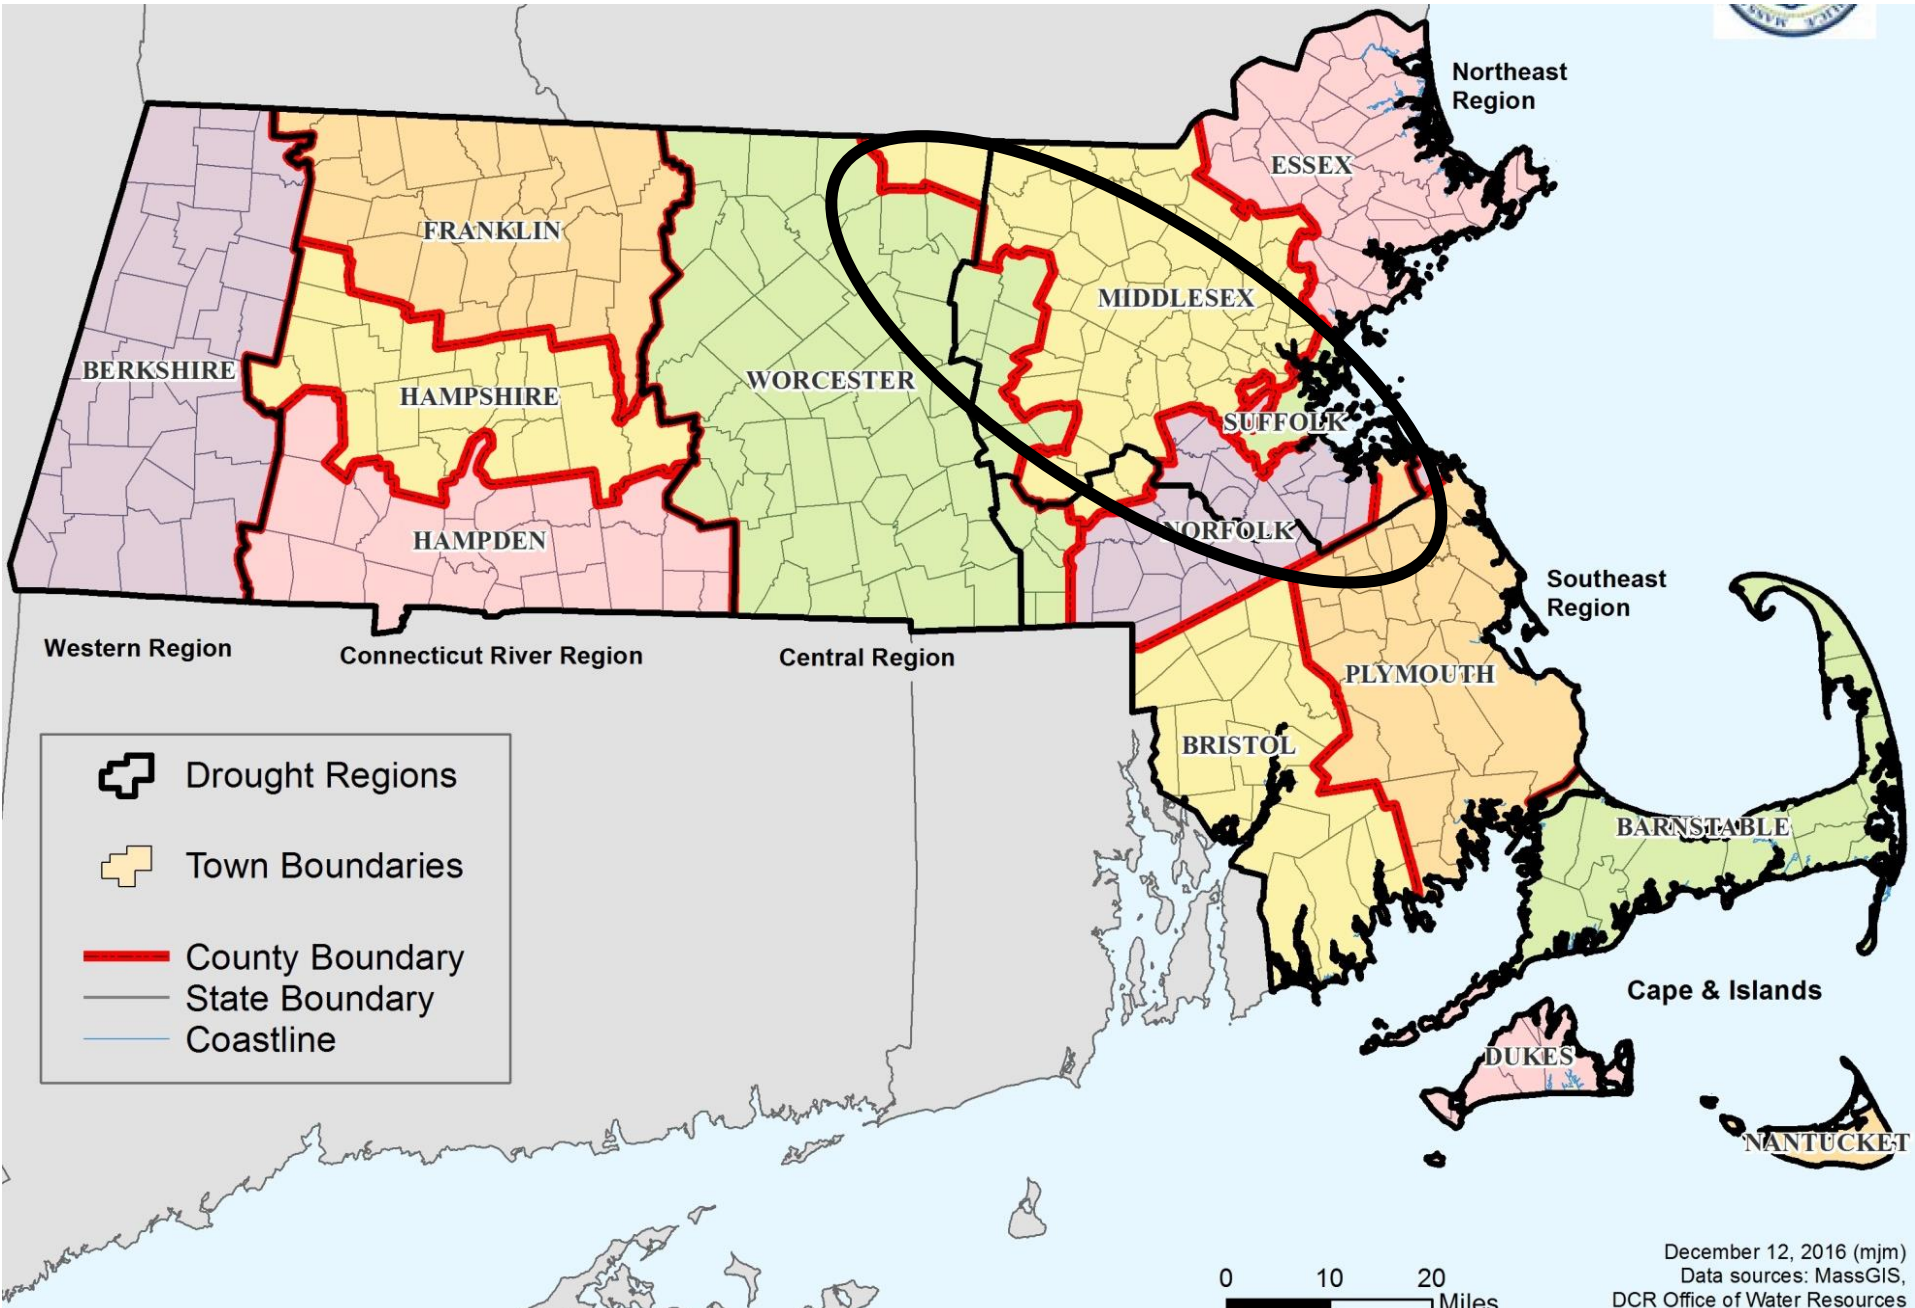 Northeast
Region
ESSEX
FRANKLIN
MIDDLESEX
BERKSHIRE
HAMPSHIRE
WORCESTER
SUFFOLK
HAMPDEN
NORFOLK
Southeast
Region
Western Region
Connecticut River Region
Central Region
PLYMOUTH
BRISTOL
BARNSTABLE
Cape & Islands
DUKES
NANTUCKET
Drought Regions
Town Boundaries
County Boundary
State Boundary
Coastline
December 12, 2016 (mjm)
Data sources: MassGIS,
DCR Office of Water Resources
0 10 20
Miles